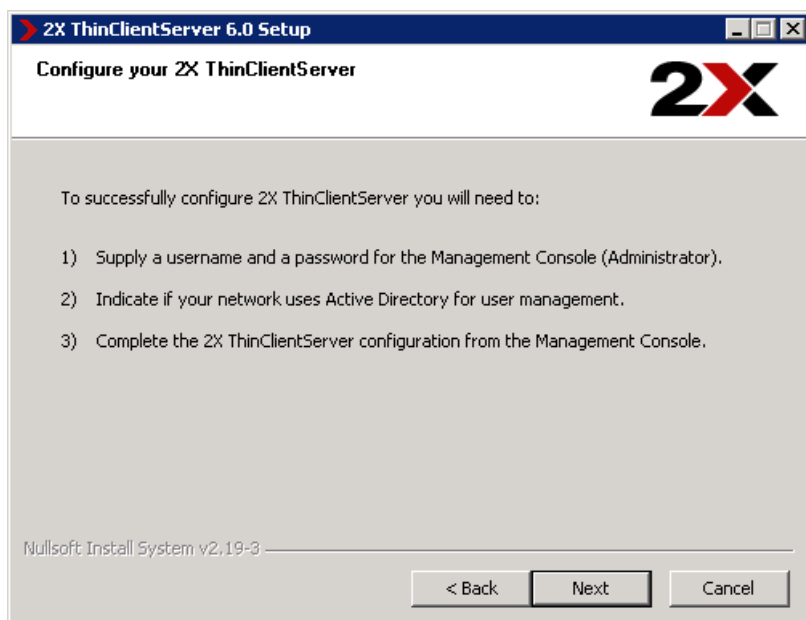 2X ThinClientServer 6.0 Setup
Configure your 2X ThinClientServer
2X
To successfully configure 2X ThinClientServer you will need to:
1) Supply a username and a password for the Management Console (Administrator).
2) Indicate if your network uses Active Directory for user management.
3) Complete the 2X ThinClientServer configuration from the Management Console.
Nullsoft Install System v2.19-3
< Back Next Cancel